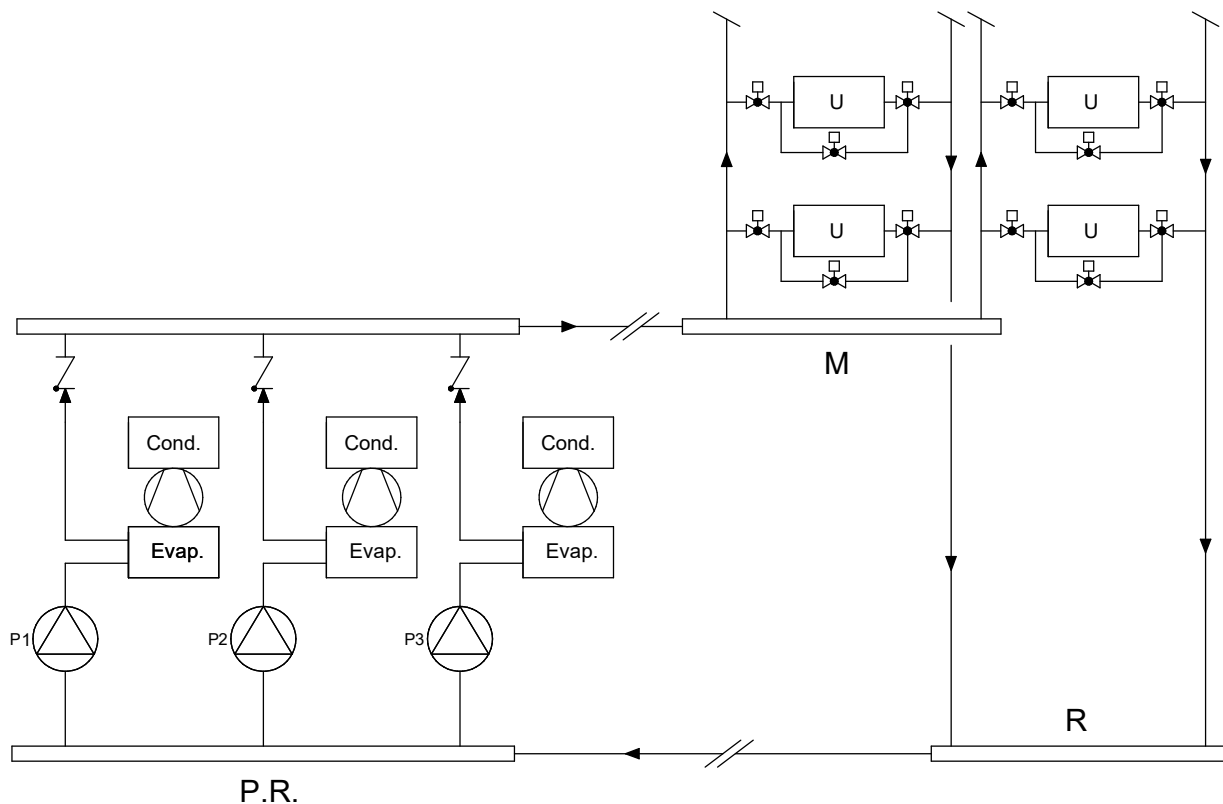 U
U
U
U
M
Cond.
Cond.
Cond.
Evap.
Evap.
Evap.
P1
P2
P3
R
P.R.